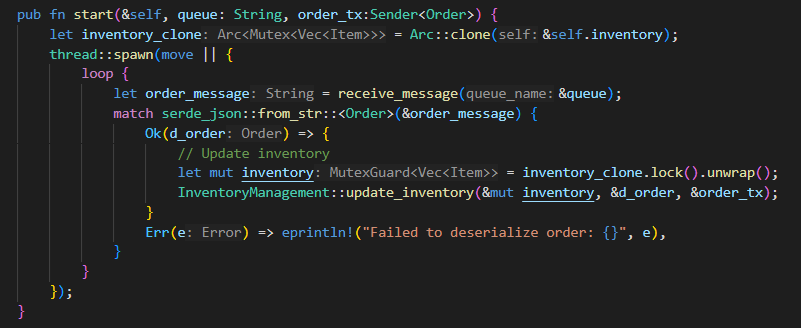 pub fn start(&self, queue: String, order_tx:Sender<Order>) {
let inventory_clone: Arc<Mutex<Vec<Item>>> = Arc::clone(self: &self.inventory);
thread::spawn(move || {
loop {
let order_message: String = receive_message(queue_name: &queue);
match serde_json::from_str::<Order>(&order_message) {
Ok(d_order: Order) => {
// Update inventory
let mut inventory: MutexGuard<Vec<Item>> = inventory_clone.lock().unwrap();
InventoryManagement::update_inventory(&mut inventory, &d_order, &order_tx);
}
Err(e: Error) => eprintln!("Failed to deserialize order: {}", e),
}
}
});
}